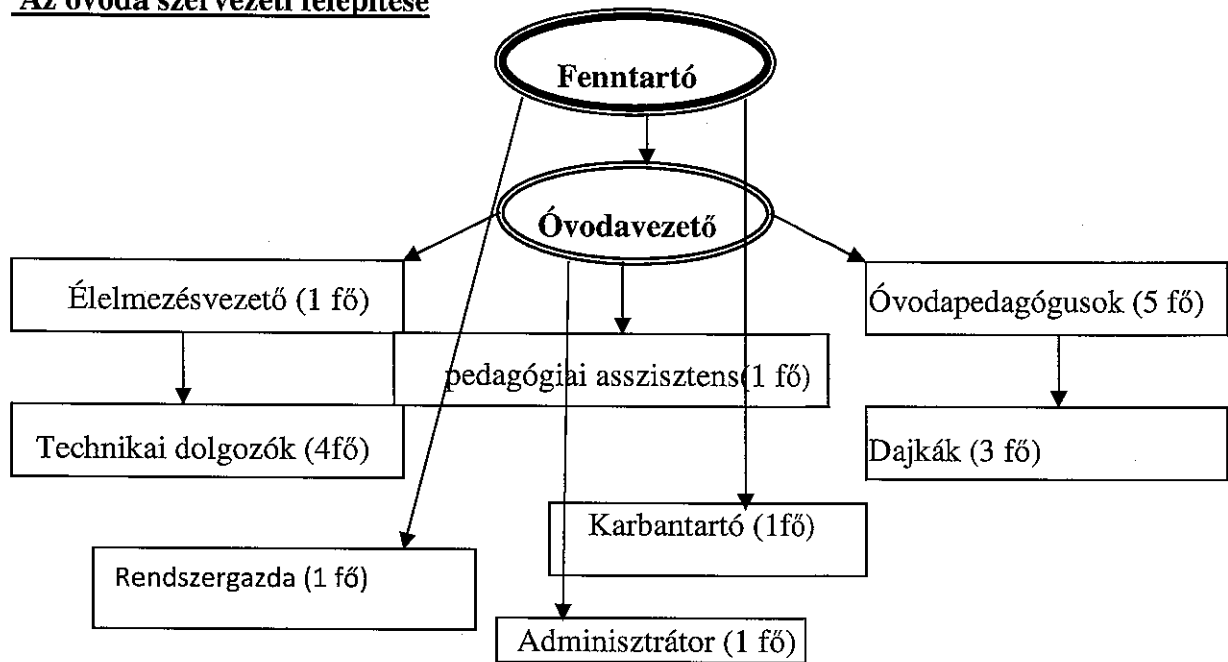 Az óvoda szervezeti felépítése
Fenntartó
Óvodavezető
Élelmezésvezető (1 fő)
Óvodapedagógusok (5 fő)
pedagógiai asszisztens(1 fő)
Technikai dolgozók (4fő)
Dajkák (3 fő)
Karbantartó (1fő)
Rendszergazda (1 fő)
Adminisztrátor (1 fő)